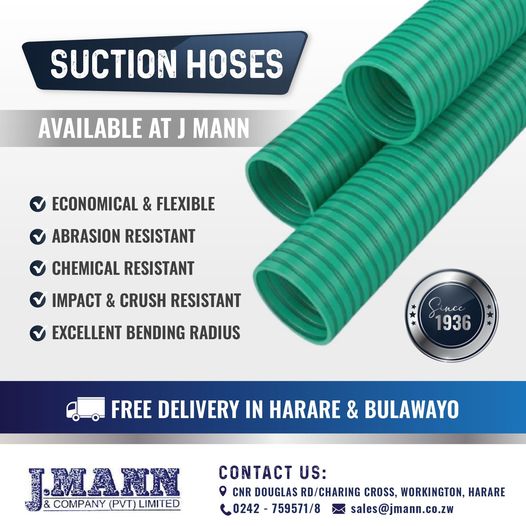 SUCTION HOSES
AVAILABLE AT J MANN
ECONOMICAL & FLEXIBLE
ABRASION RESISTANT
CHEMICAL RESISTANT
IMPACT & CRUSH RESISTANT
EXCELLENT BENDING RADIUS
Since
1936
FREE DELIVERY IN HARARE & BULAWAYO
J.MANN
& COMPANY (PVT) LIMITED
CONTACT US:
CNR DOUGLAS RD/CHARING CROSS, WORKINGTON, HARARE
0242 - 759571/8 sales@jmann.co.zw